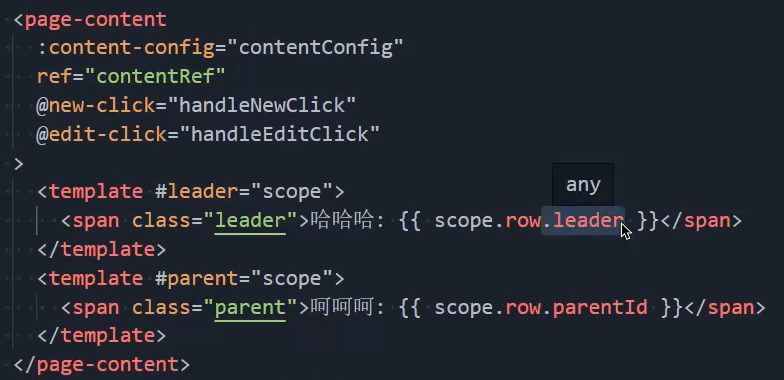 <page-content
:content-config="contentConfig"
ref="contentRef"
@new-click="handleNewClick"
@edit-click="handleEditClick"
>
any
<template #leader="scope">
<span class="leader">哈哈哈: {{ scope.row.leader }}</span>
</template>
<template #parent="scope">
<span class="parent">呵呵呵: {{ scope.row.parentId }}</span>
</template>
</page-content>